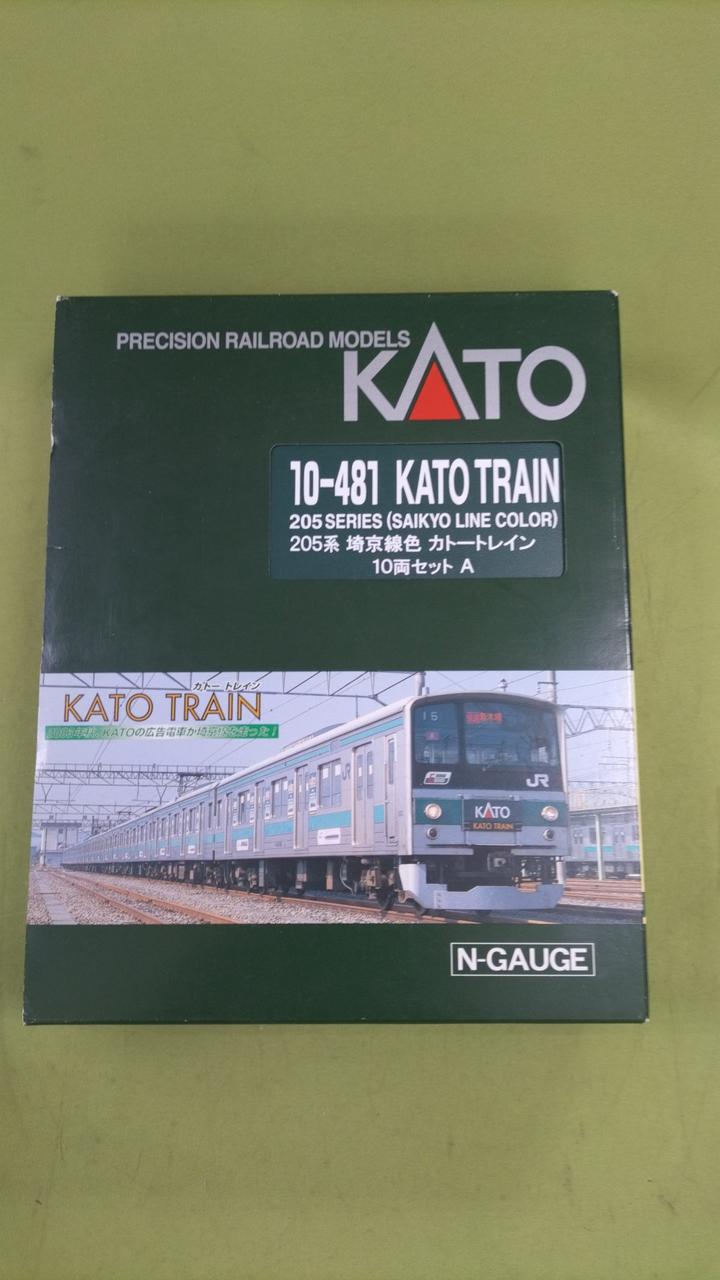 PRECISION RAILROAD MODELS
KATO
10-481 KATO TRAIN
205 SERIES (SAIKYO LINE COLOR)
205系 埼京線色 カトートレイン
10両セット A
カトー トレイン
KATO TRAIN
KATOの広告電車が埼京線を走った!
15
JR
JR
KATO
KATO TRAIN
N-GAUGE